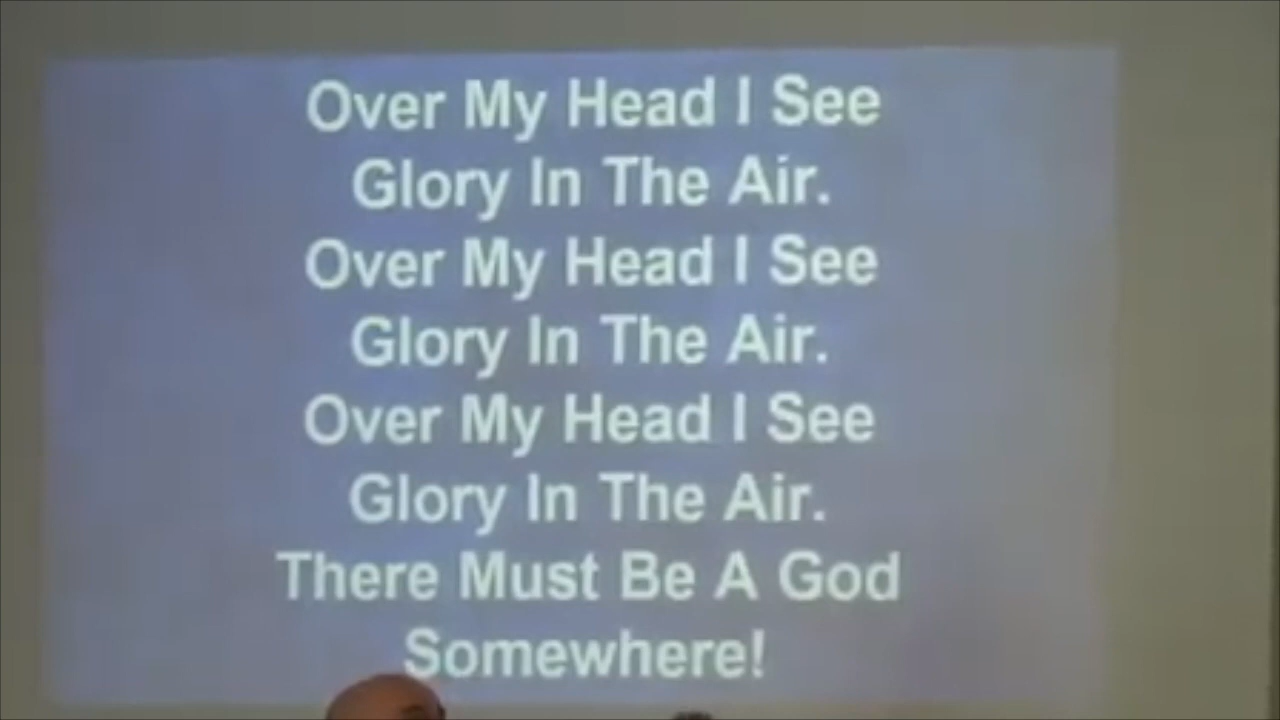 Over My Head I See
Glory In The Air.
Over My Head I See
Glory In The Air.
Over My Head I See
Glory In The Air.
There Must Be A God
Somewhere!